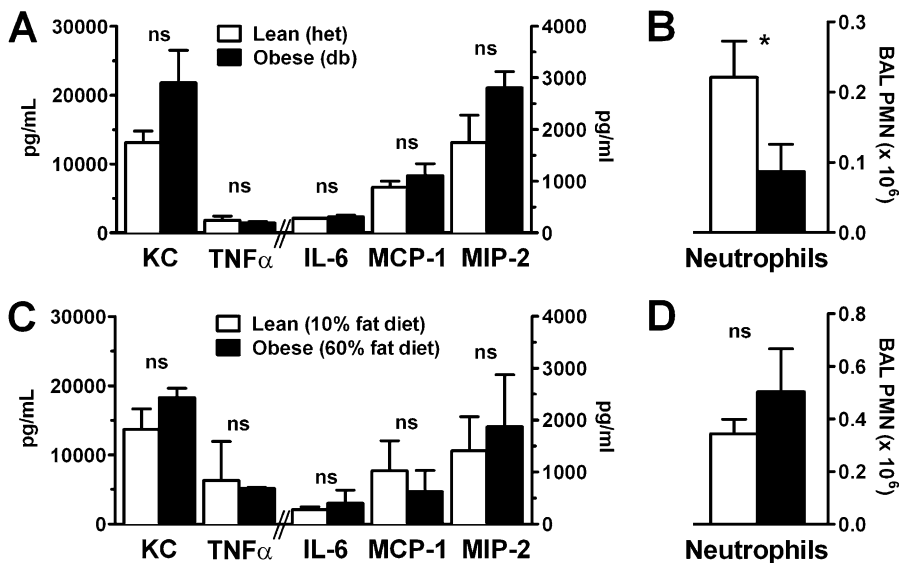 A
B
ns
Lean (het)
Obese (db)
ns
*
30000
20000
10000
0
pg/mL
4000
3000
2000
1000
0
pg/ml
0.3
0.2
0.1
0.0
BAL PMN (x 10⁶)
ns
ns
ns
KC
TNFα
IL-6
MCP-1
MIP-2
Neutrophils
C
D
Lean (10% fat diet)
Obese (60% fat diet)
ns
ns
ns
30000
20000
10000
0
pg/mL
4000
3000
2000
1000
0
pg/ml
0.8
0.6
0.4
0.2
0.0
BAL PMN (x 10⁶)
ns
ns
ns
KC
TNFα
IL-6
MCP-1
MIP-2
Neutrophils